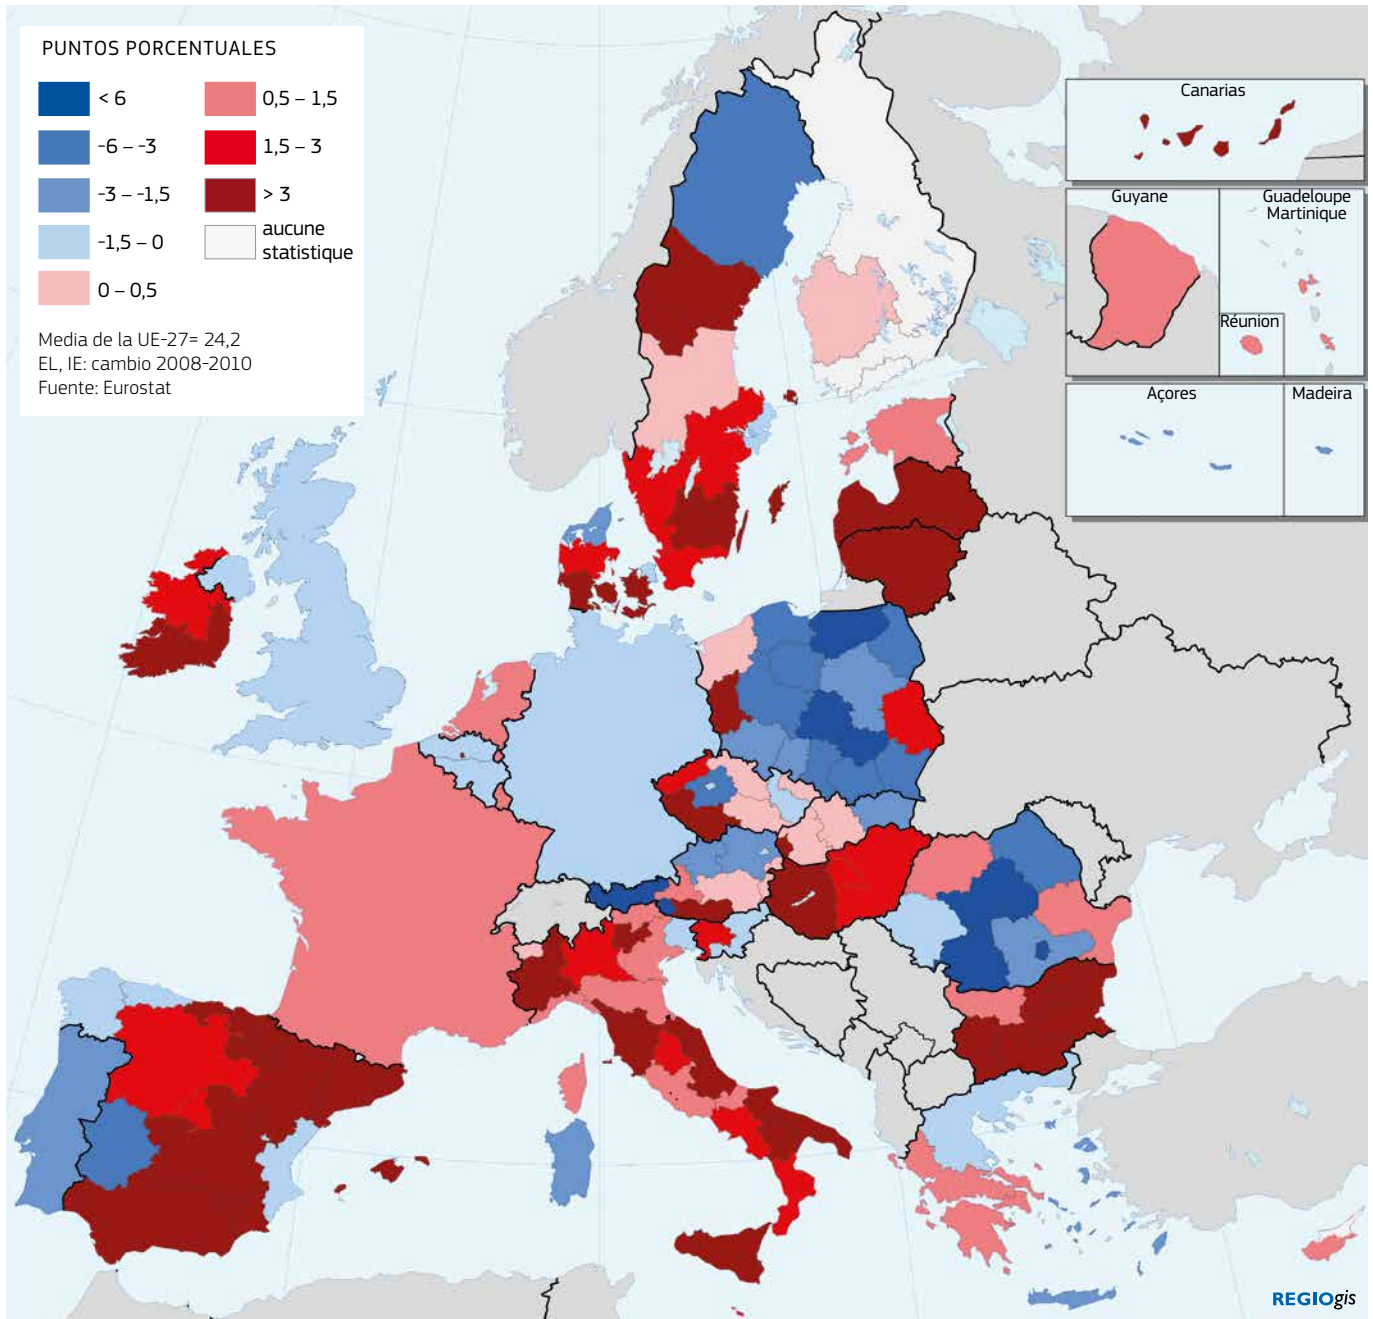 PUNTOS PORCENTUALES
< 6
-6 – -3
-3 – -1,5
-1,5 – 0
0 – 0,5
0,5 – 1,5
1,5 – 3
> 3
aucune
statistique
Media de la UE-27= 24,2
EL, IE: cambio 2008-2010
Fuente: Eurostat
Canarias
Guyane
Guadeloupe
Martinique
Réunion
Açores
Madeira
REGIOgis